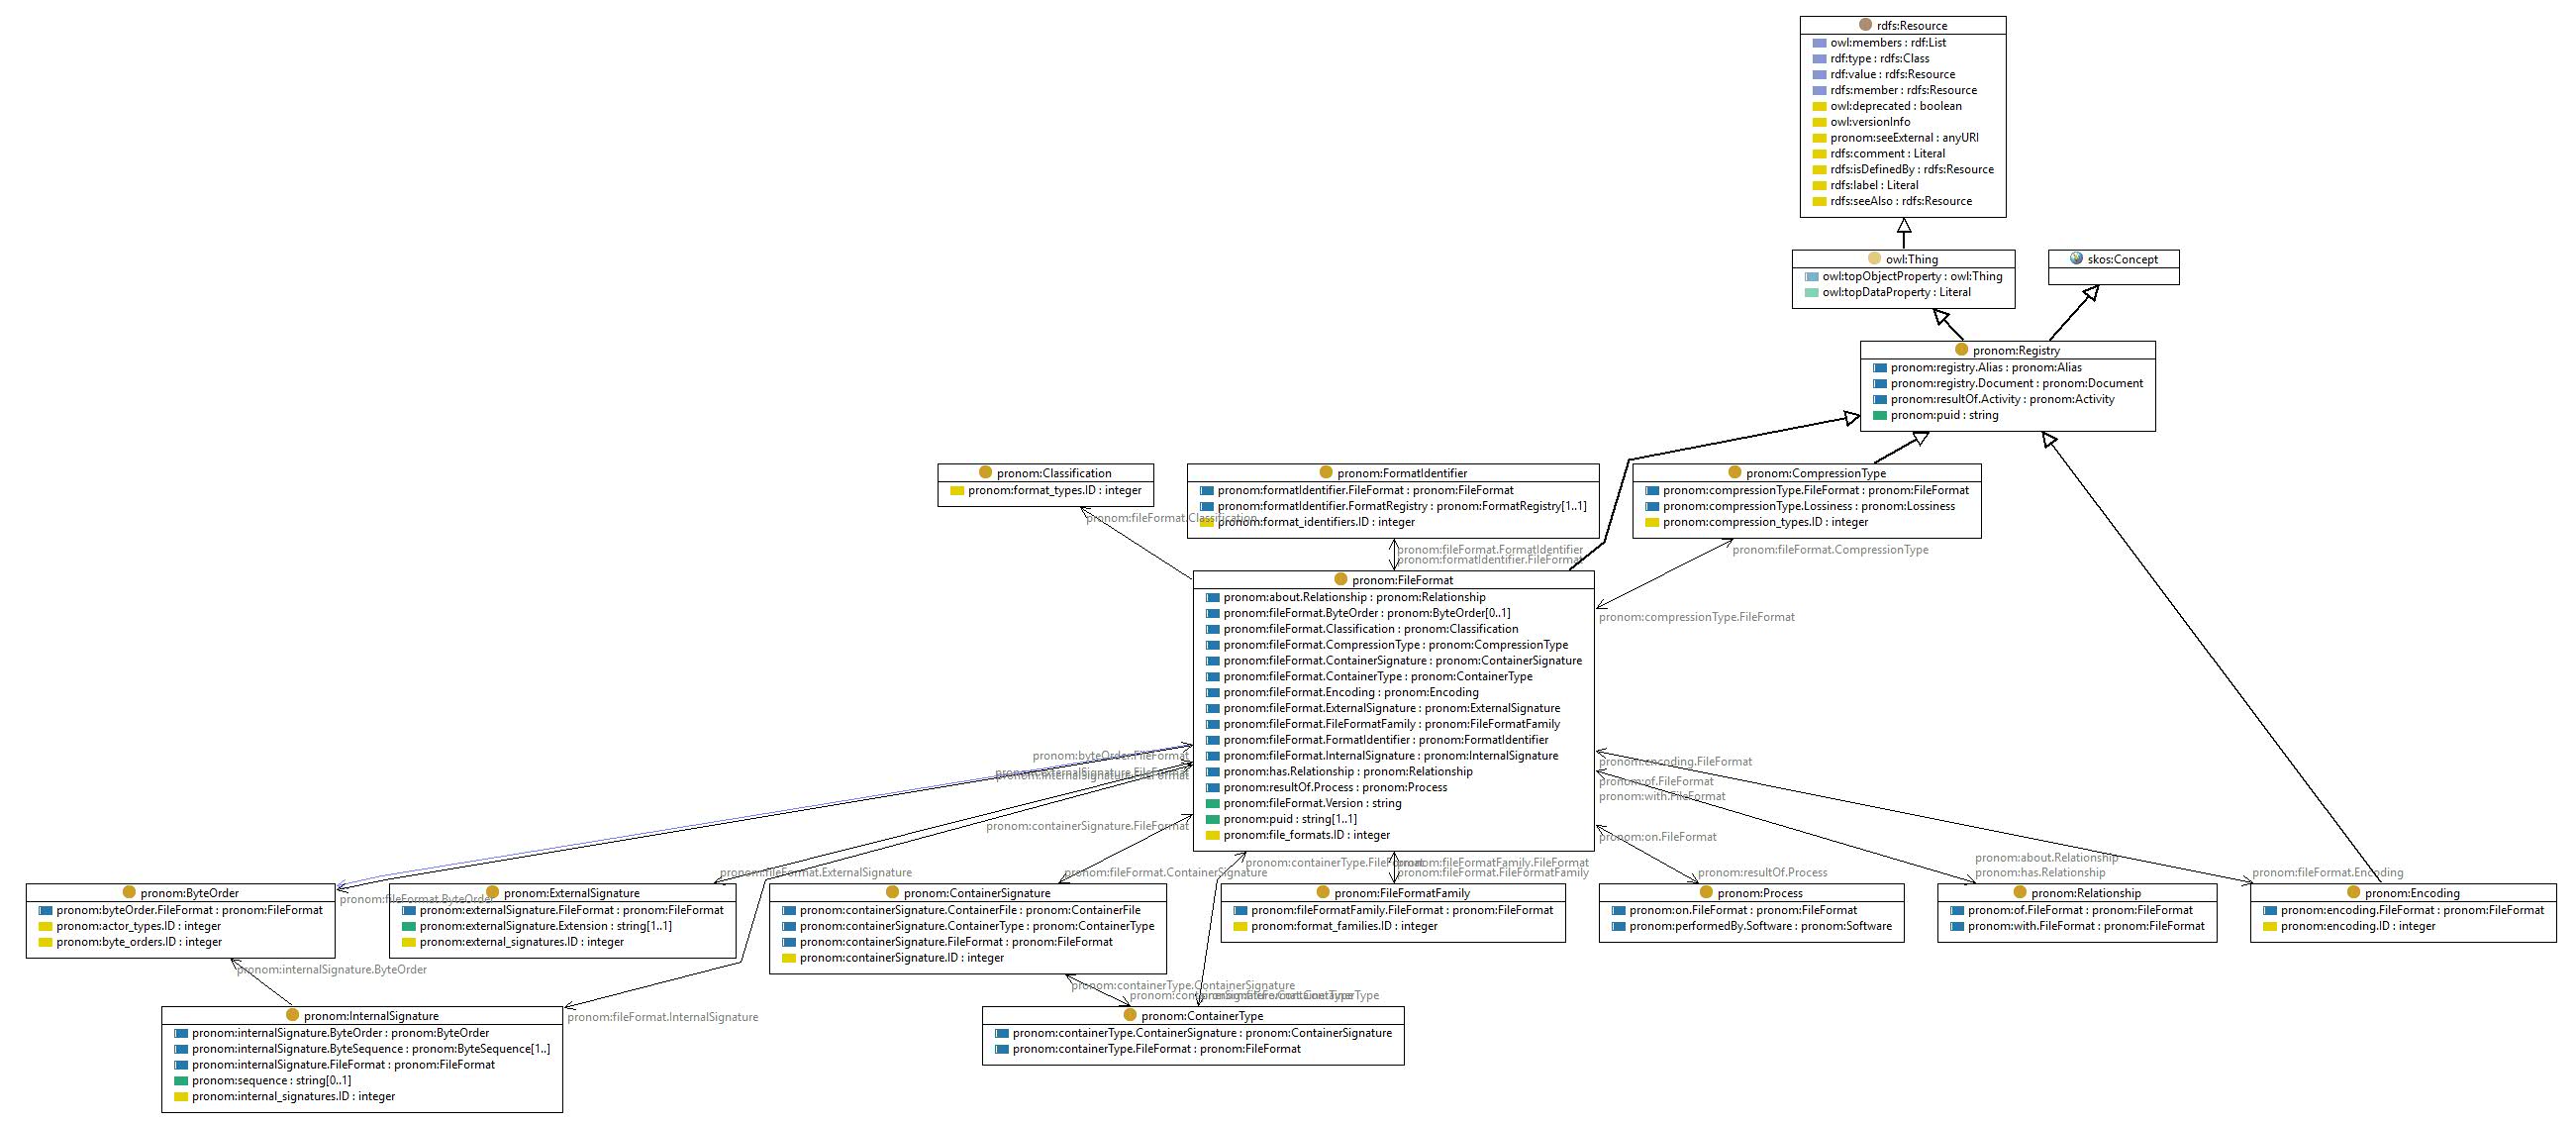 rdfs:Resource
owl:members : rdf:List
rdf:type : rdfs:Class
rdf:value : rdfs:Resource
rdfs:member : rdfs:Resource
owl:deprecated : boolean
owl:versionInfo
pronom:seeExternal : anyURI
rdfs:comment : Literal
rdfs:isDefinedBy : rdfs:Resource
rdfs:label : Literal
rdfs:seeAlso : rdfs:Resource
owl:Thing
owl:topObjectProperty : owl:Thing
owl:topDataProperty : Literal
skos:Concept
pronom:Registry
pronom:registry.Alias : pronom:Alias
pronom:registry.Document : pronom:Document
pronom:resultOf.Activity : pronom:Activity
pronom:puid : string
pronom:Classification
pronom:format_types.ID : integer
pronom:fileFormat.Classification
pronom:FormatIdentifier
pronom:formatIdentifier.FileFormat : pronom:FileFormat
pronom:formatIdentifier.FormatRegistry : pronom:FormatRegistry[1..1]
pronom:format_identifiers.ID : integer
pronom:CompressionType
pronom:compressionType.FileFormat : pronom:FileFormat
pronom:compressionType.Lossiness : pronom:Lossiness
pronom:compression_types.ID : integer
pronom:fileFormat.FormatIdentifier
pronom:formatIdentifier.FileFormat
pronom:fileFormat.CompressionType
pronom:compressionType.FileFormat
pronom:FileFormat
pronom:about.Relationship : pronom:Relationship
pronom:fileFormat.ByteOrder : pronom:ByteOrder[0..1]
pronom:fileFormat.Classification : pronom:Classification
pronom:fileFormat.CompressionType : pronom:CompressionType
pronom:fileFormat.ContainerSignature : pronom:ContainerSignature
pronom:fileFormat.ContainerType : pronom:ContainerType
pronom:fileFormat.Encoding : pronom:Encoding
pronom:fileFormat.ExternalSignature : pronom:ExternalSignature
pronom:fileFormat.FileFormatFamily : pronom:FileFormatFamily
pronom:fileFormat.FormatIdentifier : pronom:FormatIdentifier
pronom:fileFormat.InternalSignature : pronom:InternalSignature
pronom:has.Relationship : pronom:Relationship
pronom:resultOf.Process : pronom:Process
pronom:fileFormat.Version : string
pronom:puid : string[1..1]
pronom:file_formats.ID : integer
pronom:byteOrder.FileFormat
pronom:externalSignature.FileFormat
pronom:internalSignature.FileFormat
pronom:containerSignature.FileFormat
pronom:encoding.FileFormat
pronom:of.FileFormat
pronom:with.FileFormat
pronom:on.FileFormat
pronom:fileFormat.ExternalSignature
pronom:fileFormat.ContainerSignature
pronom:containerType.FileFormat
pronom:fileFormatFamily.FileFormat
pronom:fileFormat.FileFormatFamily
pronom:resultOf.Process
pronom:about.Relationship
pronom:has.Relationship
pronom:fileFormat.Encoding
pronom:ByteOrder
pronom:byteOrder.FileFormat : pronom:FileFormat
pronom:actor_types.ID : integer
pronom:byte_orders.ID : integer
pronom:fileFormat.ByteOrder
pronom:ExternalSignature
pronom:externalSignature.FileFormat : pronom:FileFormat
pronom:externalSignature.Extension : string[1..1]
pronom:external_signatures.ID : integer
pronom:ContainerSignature
pronom:containerSignature.ContainerFile : pronom:ContainerFile
pronom:containerSignature.ContainerType : pronom:ContainerType
pronom:containerSignature.FileFormat : pronom:FileFormat
pronom:containerSignature.ID : integer
pronom:FileFormatFamily
pronom:fileFormatFamily.FileFormat : pronom:FileFormat
pronom:format_families.ID : integer
pronom:Process
pronom:on.FileFormat : pronom:FileFormat
pronom:performedBy.Software : pronom:Software
pronom:Relationship
pronom:of.FileFormat : pronom:FileFormat
pronom:with.FileFormat : pronom:FileFormat
pronom:Encoding
pronom:encoding.FileFormat : pronom:FileFormat
pronom:encoding.ID : integer
pronom:internalSignature.ByteOrder
pronom:containerType.ContainerSignature
pronom:containerSignature.ContainerType
pronom:fileFormat.ContainerType
pronom:fileFormat.InternalSignature
pronom:InternalSignature
pronom:internalSignature.ByteOrder : pronom:ByteOrder
pronom:internalSignature.ByteSequence : pronom:ByteSequence[1..]
pronom:internalSignature.FileFormat : pronom:FileFormat
pronom:sequence : string[0..1]
pronom:internal_signatures.ID : integer
pronom:ContainerType
pronom:containerType.ContainerSignature : pronom:ContainerSignature
pronom:containerType.FileFormat : pronom:FileFormat